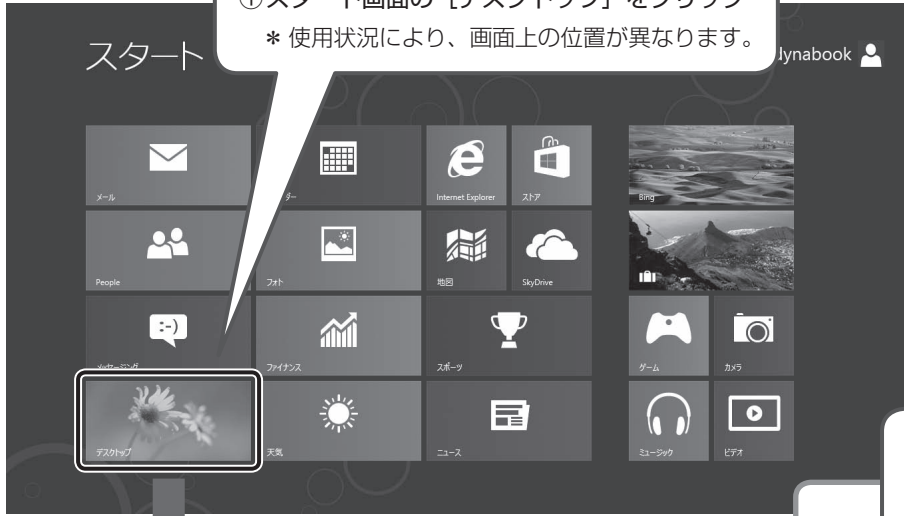 ①スタート画面の［デスクトップ］をクリック
＊使用状況により、画面上の位置が異なります。
スタート
dynabook
メール
ダー
Internet Explorer
ストア
Bing
People
フォト
地図
SkyDrive
メッセージング
ファイナンス
スポーツ
ゲーム
カメラ
デスクトップ
天気
ニュース
ミュージック
ビデオ